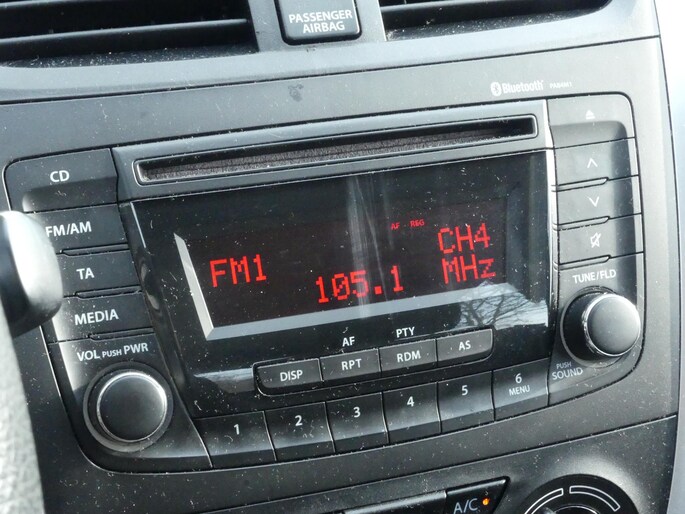 PASSENGER
AIRBAG
Bluetooth
CD
FM/AM
TA
MEDIA
VOL PUSH PWR
AF REG
FM1
105.1
CH4
MHz
TUNE/FLD
AF
PTY
DISP
RPT
RDM
AS
PUSH
SOUND
1
2
3
4
5
6
MENU
A/C